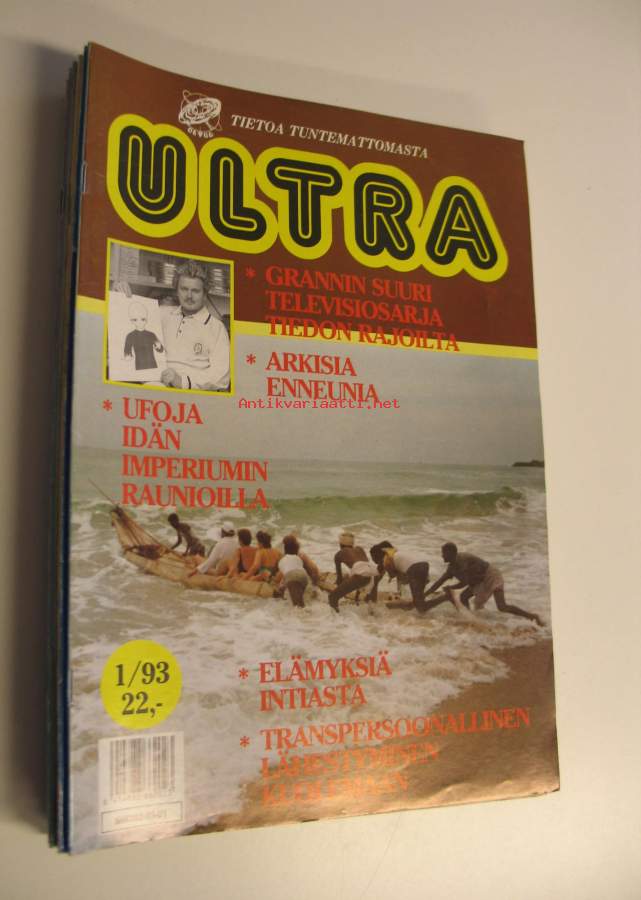 TIETOA TUNTEMATTOMASTA
ULTRA
* GRANNIN SUURI
TELEVISIOSARJA
TIEDON RAJOILTA
* ARKISIA
ENNEUNIA
Antikvariaatti.net
* UFOJA
IDÄN
IMPERIUMIN
RAUNIOILLA
1/93
22,-
* ELÄMYKSIÄ
INTIASTA
* TRANSPERSOONALLINEN
LÄHESTYMINEN
KUOLEMAAN